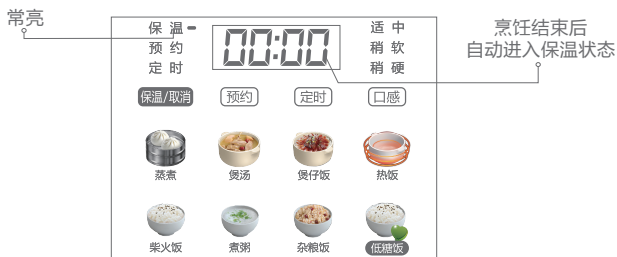 常亮
保 温
预 约
定 时
00:00
适 中
稍 软
稍 硬
烹饪结束后
自动进入保温状态
保温/取消
预约
定时
口感
蒸煮
煲汤
煲仔饭
热饭
柴火饭
煮粥
杂粮饭
低糖饭